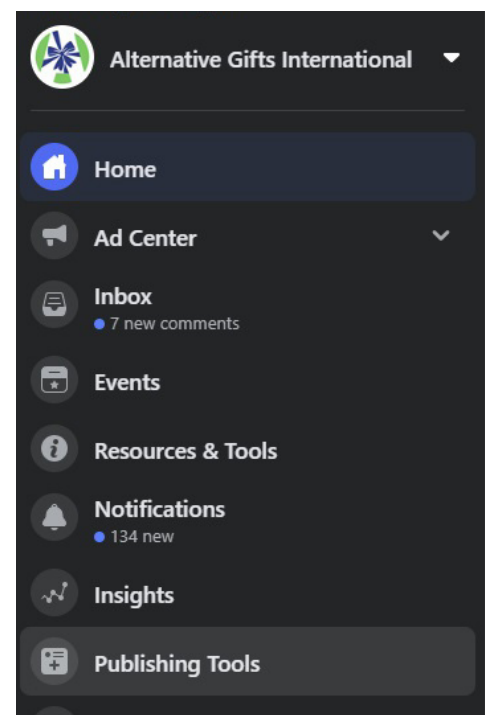 Alternative Gifts International
Home
Ad Center
Inbox
7 new comments
Events
Resources & Tools
Notifications
134 new
Insights
Publishing Tools